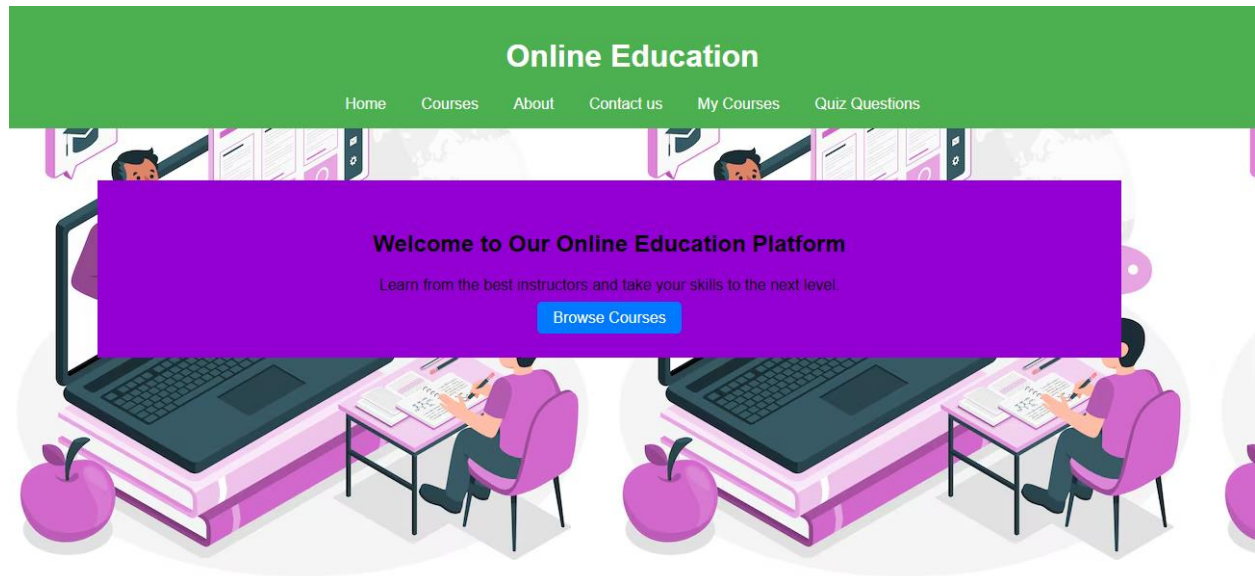 Online Education
Home Courses About Contact us My Courses Quiz Questions
Welcome to Our Online Education Platform
Learn from the best instructors and take your skills to the next level.
Browse Courses